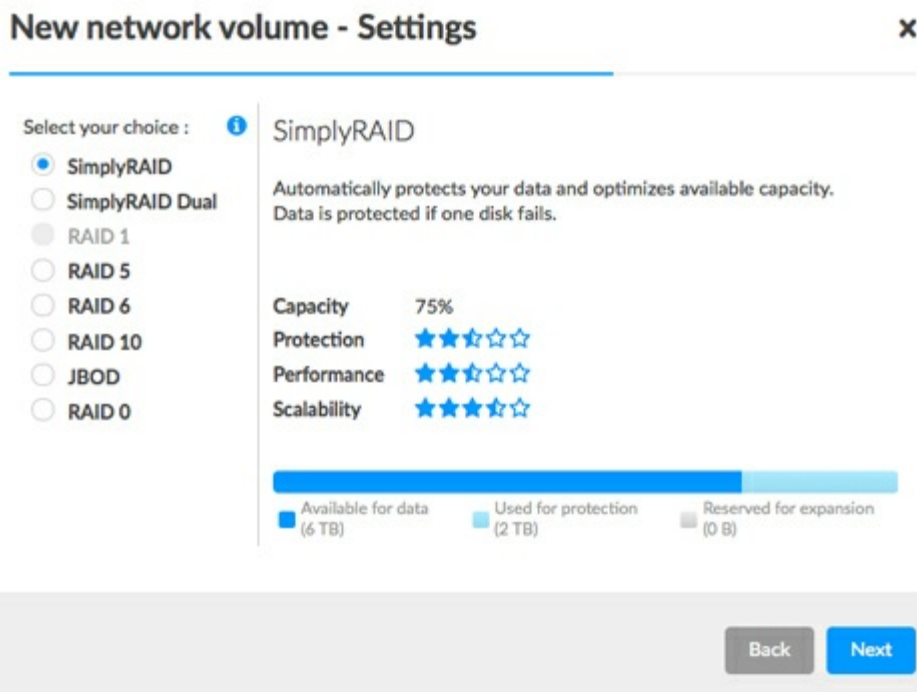 New network volume - Settings
Select your choice :
SimplyRAID
SimplyRAID Dual
RAID 1
RAID 5
RAID 6
RAID 10
JBOD
RAID 0
SimplyRAID
Automatically protects your data and optimizes available capacity.
Data is protected if one disk fails.
Capacity 75%
Protection
Performance
Scalability
Available for data
(6 TB)
Used for protection
(2 TB)
Reserved for expansion
(0 B)
Back
Next